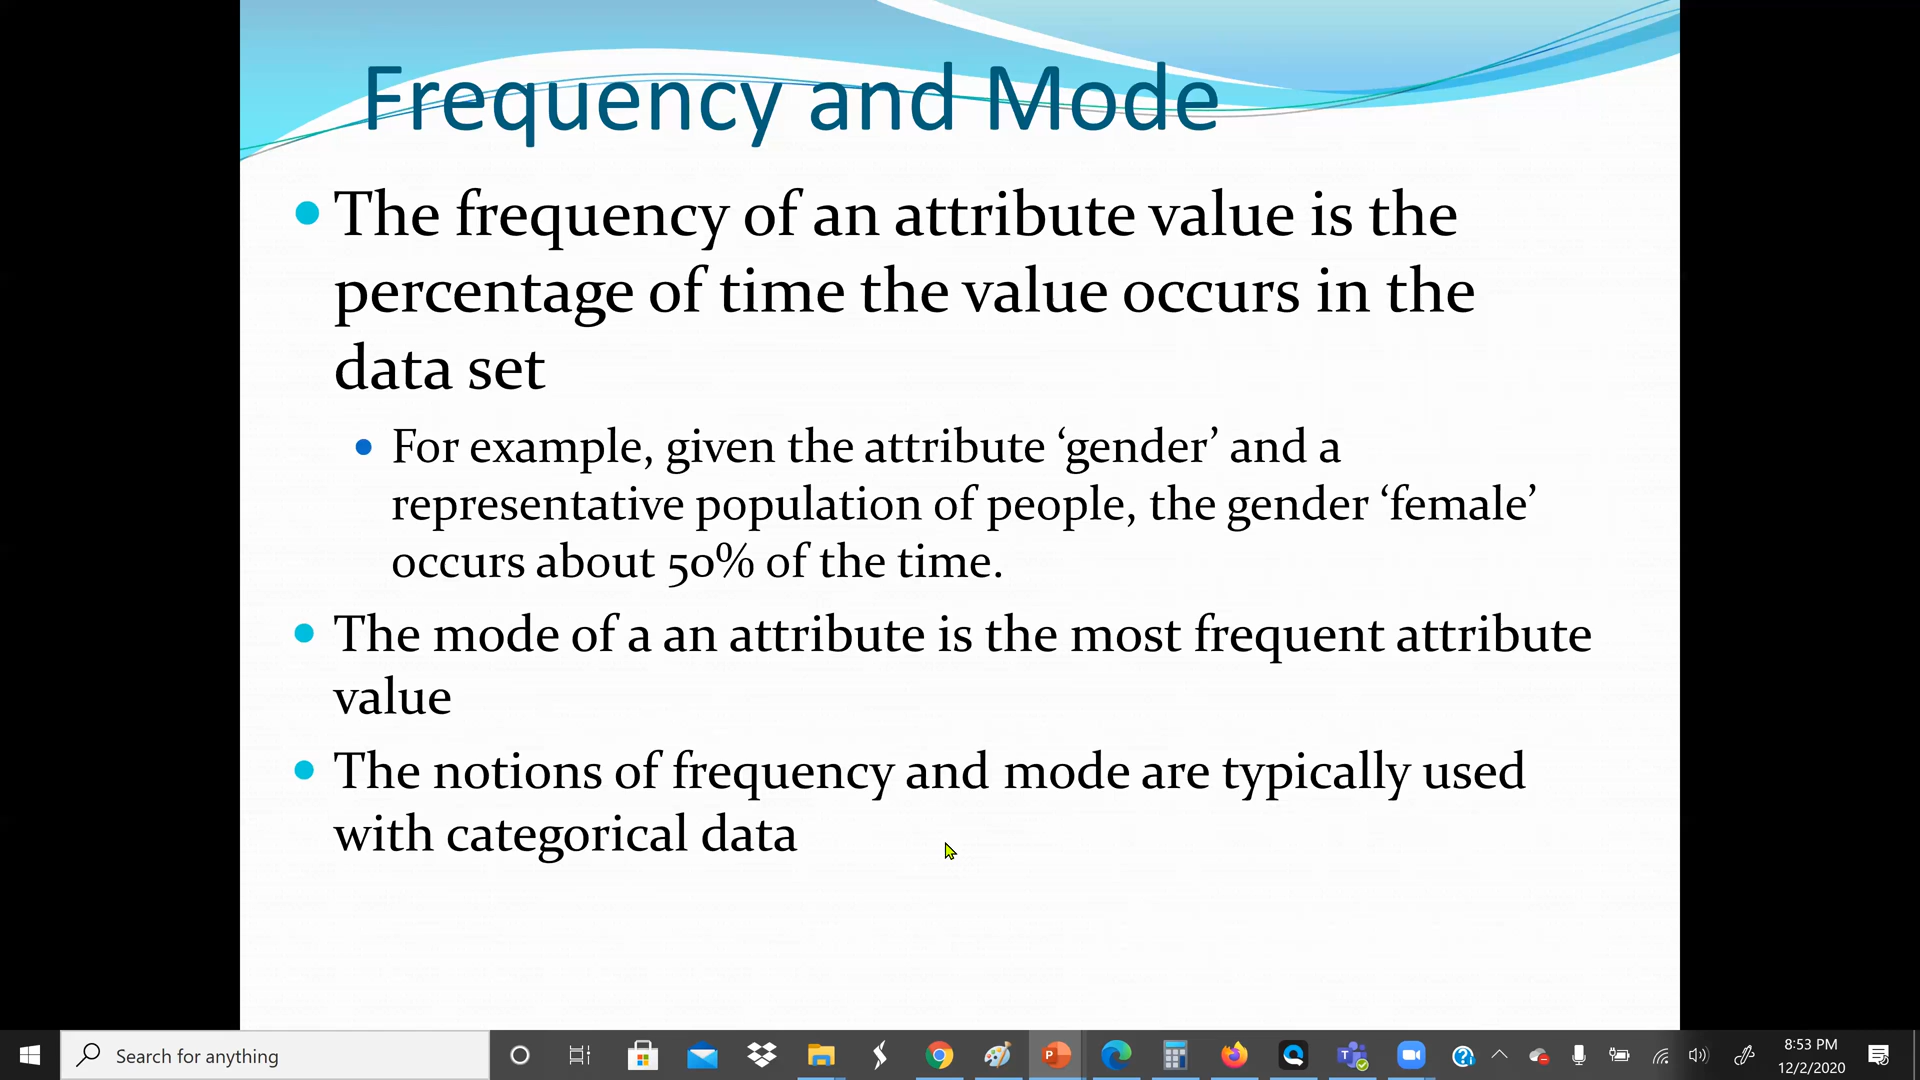 Frequency and Mode
• The frequency of an attribute value is the
percentage of time the value occurs in the
data set
• For example, given the attribute ‘gender’ and a
representative population of people, the gender ‘female’
occurs about 50% of the time.
• The mode of a an attribute is the most frequent attribute
value
• The notions of frequency and mode are typically used
with categorical data
Search for anything
8:53 PM
12/2/2020